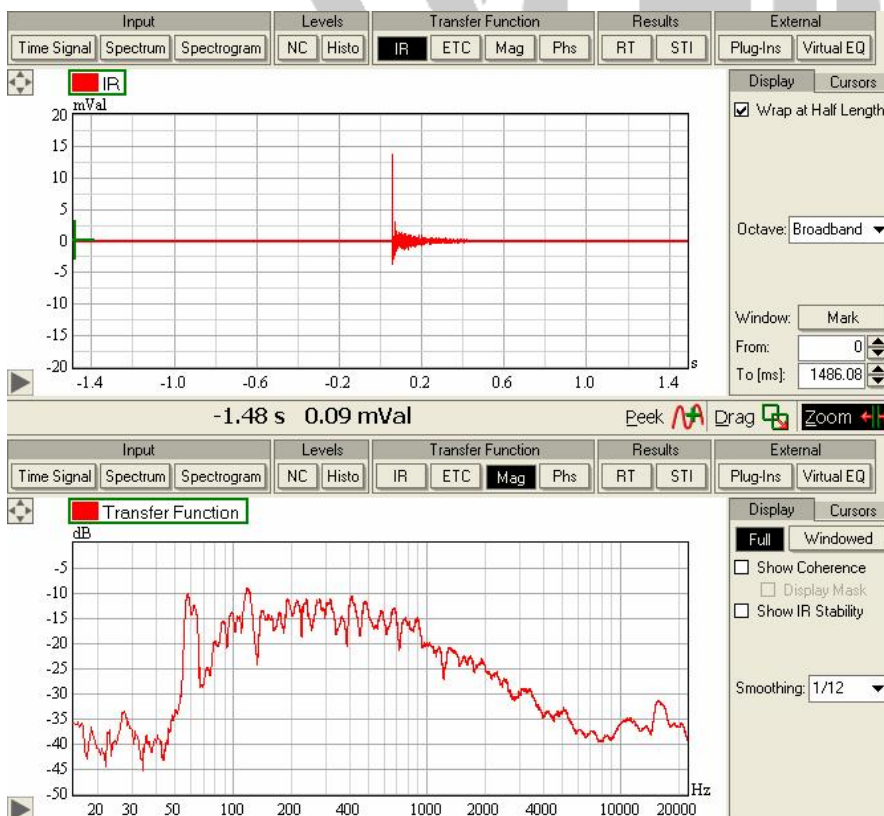 Input Levels Transfer Function Results External
Time Signal Spectrum Spectrogram NC Histo IR ETC Mag Phs RT STI Plug-Ins Virtual EQ
IR
Display Cursors
mVal
Wrap at Half Length
20
15
10
5
0
-5
-10
-15
-20
Octave: Broadband
Window: Mark
From: 0
To [ms]: 1486.08
s
-1.4 -1.0 -0.6 -0.2 0.2 0.6 1.0 1.4
-1.48 s 0.09 mVal Peek Drag Zoom
Input Levels Transfer Function Results External
Time Signal Spectrum Spectrogram NC Histo IR ETC Mag Phs RT STI Plug-Ins Virtual EQ
Transfer Function
Display Cursors
dB
Full Windowed
Show Coherence
Display Mask
Show IR Stability
-5
-10
-15
-20
-25
-30
-35
-40
-45
-50
Smoothing: 1/12
Hz
20 30 50 100 200 400 1000 2000 4000 10000 20000